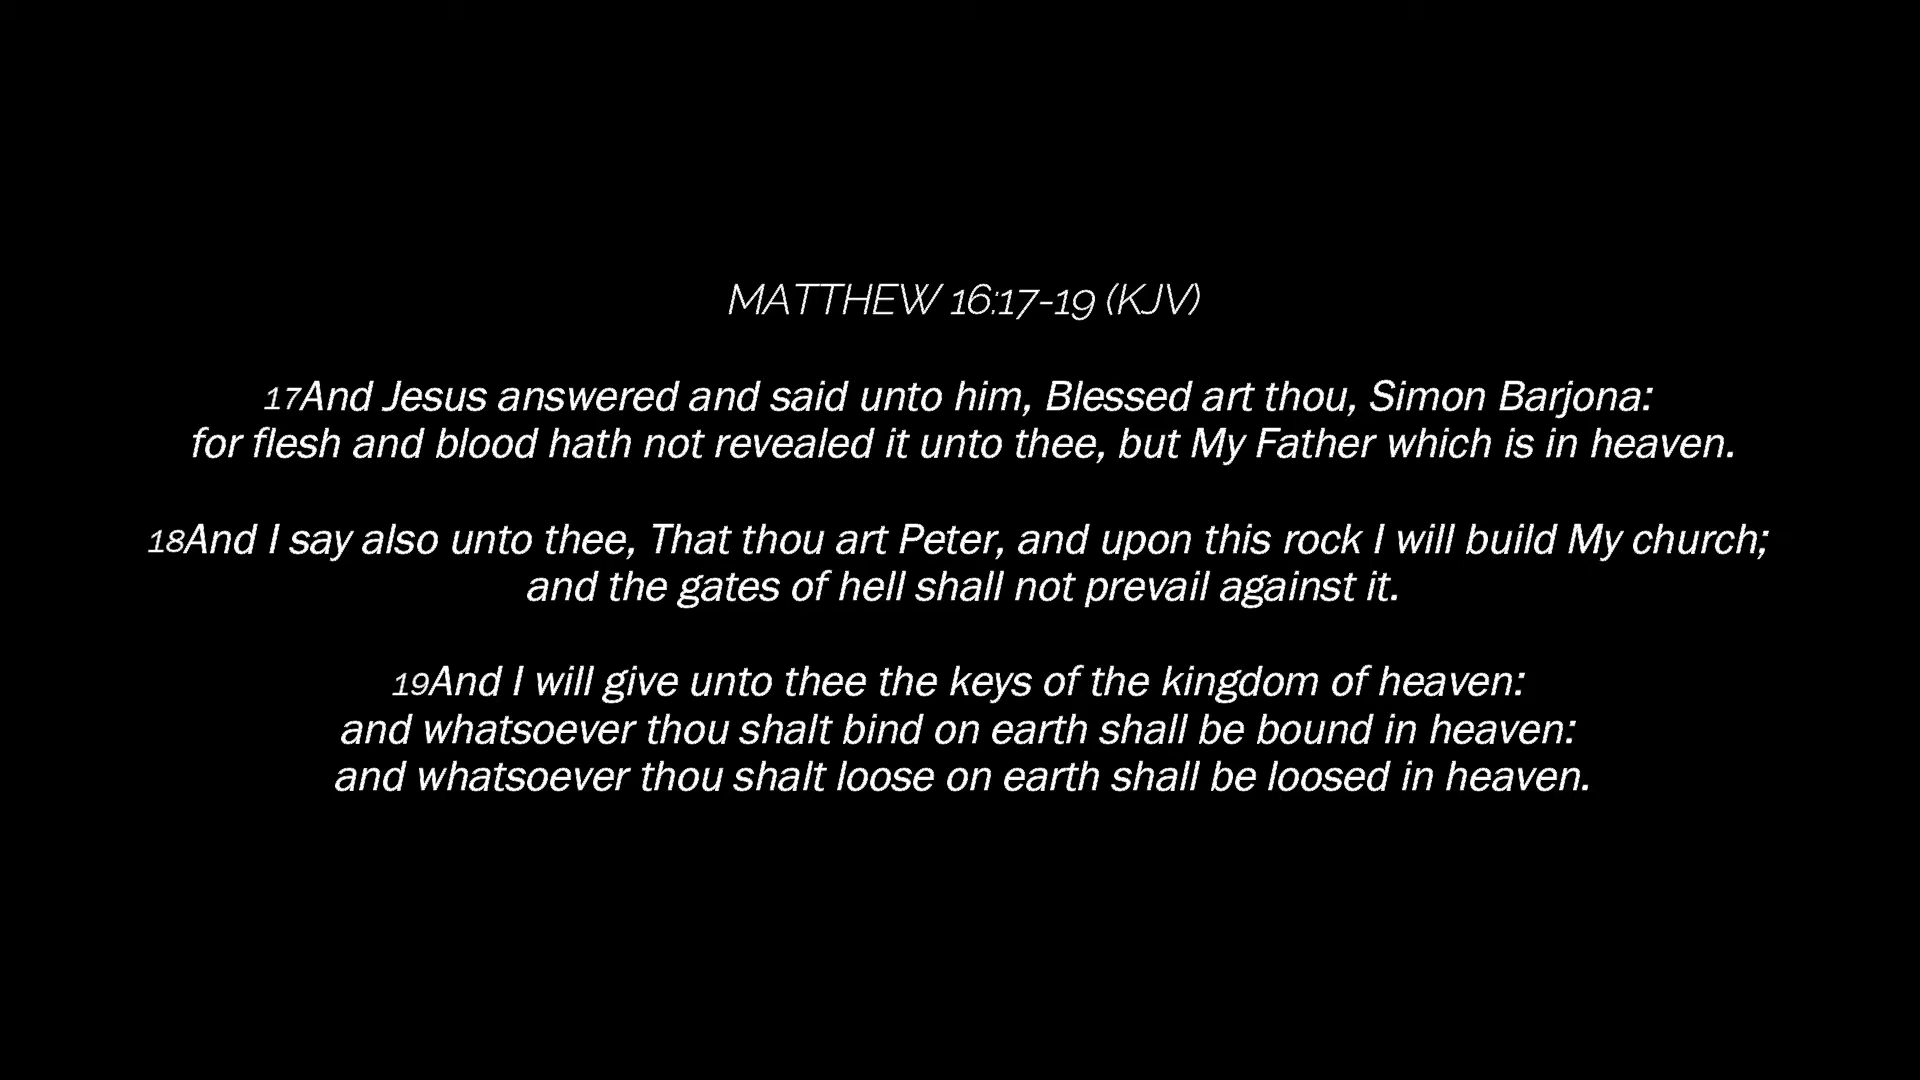 MATTHEW 16:17-19 (KJV)
17And Jesus answered and said unto him, Blessed art thou, Simon Barjona:
for flesh and blood hath not revealed it unto thee, but My Father which is in heaven.
18And I say also unto thee, That thou art Peter, and upon this rock I will build My church;
and the gates of hell shall not prevail against it.
19And I will give unto thee the keys of the kingdom of heaven:
and whatsoever thou shalt bind on earth shall be bound in heaven:
and whatsoever thou shalt loose on earth shall be loosed in heaven.